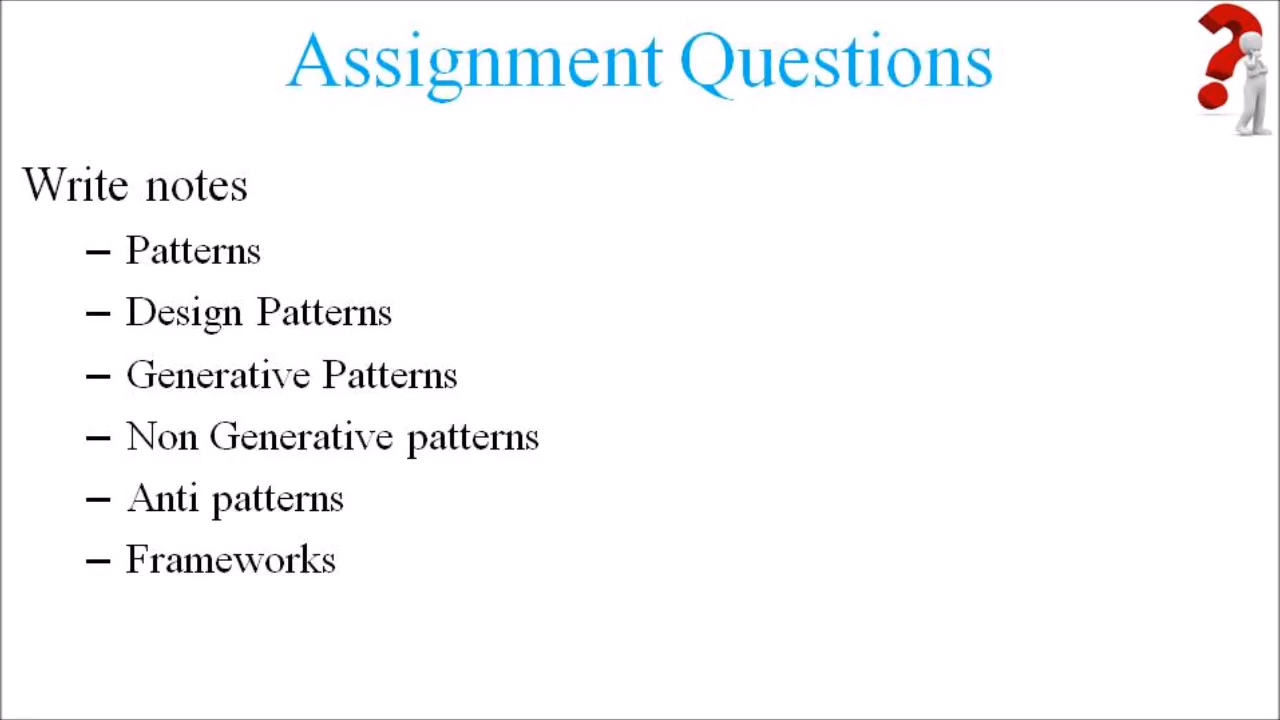 Assignment Questions
Write notes
– Patterns
– Design Patterns
– Generative Patterns
– Non Generative patterns
– Anti patterns
– Frameworks